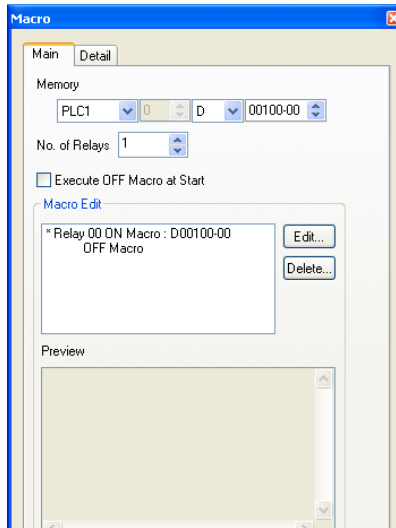 Macro
Main Detail
Memory
PLC1 0 D 00100-00
No. of Relays 1
Execute OFF Macro at Start
Macro Edit
* Relay 00 ON Macro : D00100-00
OFF Macro
Edit...
Delete...
Preview